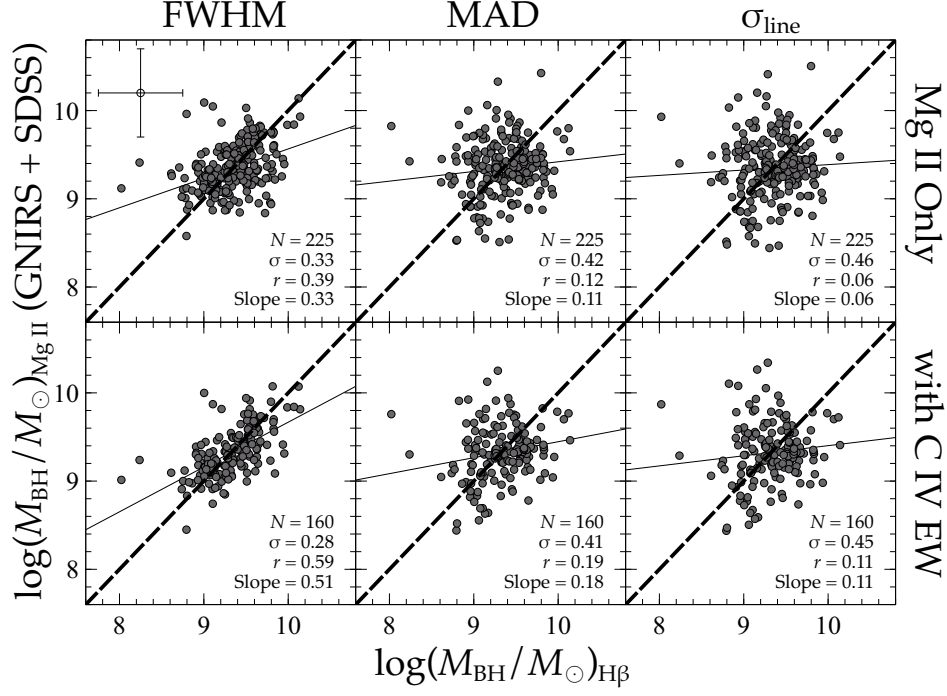 FWHM MAD σline
log(MBH/M⊙)Mg II (GNIRS + SDSS)
10
9
8
N = 225
σ = 0.33
r = 0.39
Slope = 0.33
N = 225
σ = 0.42
r = 0.12
Slope = 0.11
N = 225
σ = 0.46
r = 0.06
Slope = 0.06
Mg II Only
10
9
8
N = 160
σ = 0.28
r = 0.59
Slope = 0.51
N = 160
σ = 0.41
r = 0.19
Slope = 0.18
N = 160
σ = 0.45
r = 0.11
Slope = 0.11
with C IV EW
8 9 10 8 9 10 8 9 10
log(MBH/M⊙)Hβ